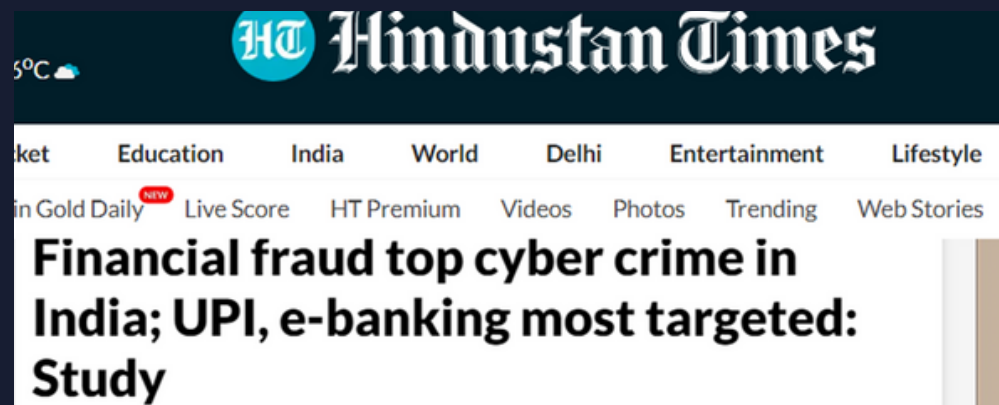 HT Hindustan Times
6°C
ket Education India World Delhi Entertainment Lifestyle
in Gold Daily NEW Live Score HT Premium Videos Photos Trending Web Stories
Financial fraud top cyber crime in
India; UPI, e-banking most targeted:
Study